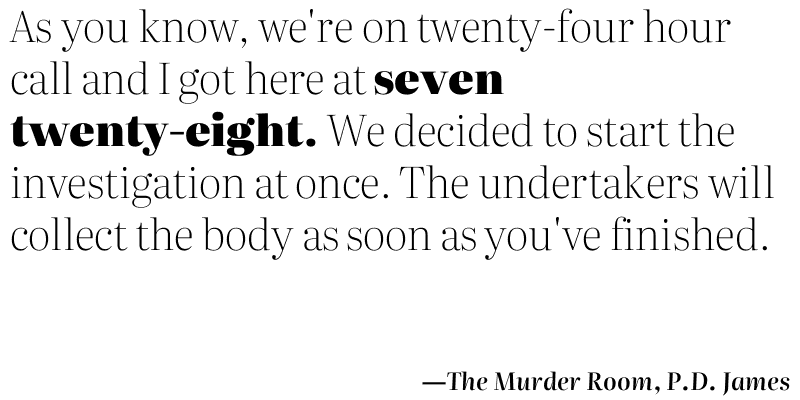 As you know, we're on twenty-four hour
call and I got here at seven
twenty-eight. We decided to start the
investigation at once. The undertakers will
collect the body as soon as you've finished.
—The Murder Room, P.D. James